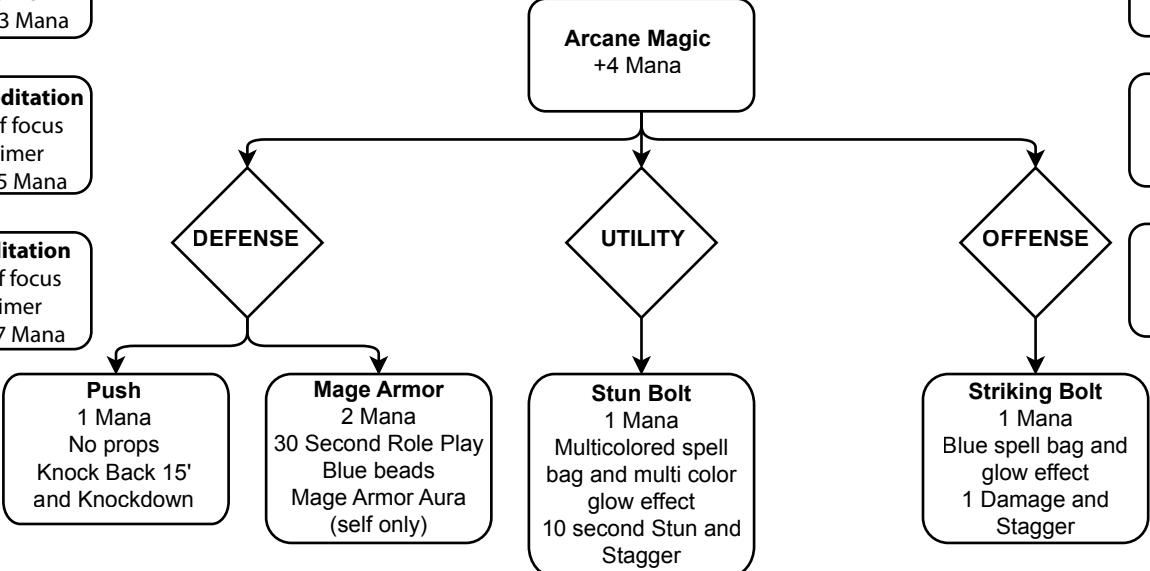 3 Mana
Arcane Magic
+4 Mana
editation
f focus
imer
5 Mana
DEFENSE
UTILITY
OFFENSE
litation
f focus
imer
7 Mana
Push
1 Mana
No props
Knock Back 15'
and Knockdown
Mage Armor
2 Mana
30 Second Role Play
Blue beads
Mage Armor Aura
(self only)
Stun Bolt
1 Mana
Multicolored spell
bag and multi color
glow effect
10 second Stun and
Stagger
Striking Bolt
1 Mana
Blue spell bag and
glow effect
1 Damage and
Stagger